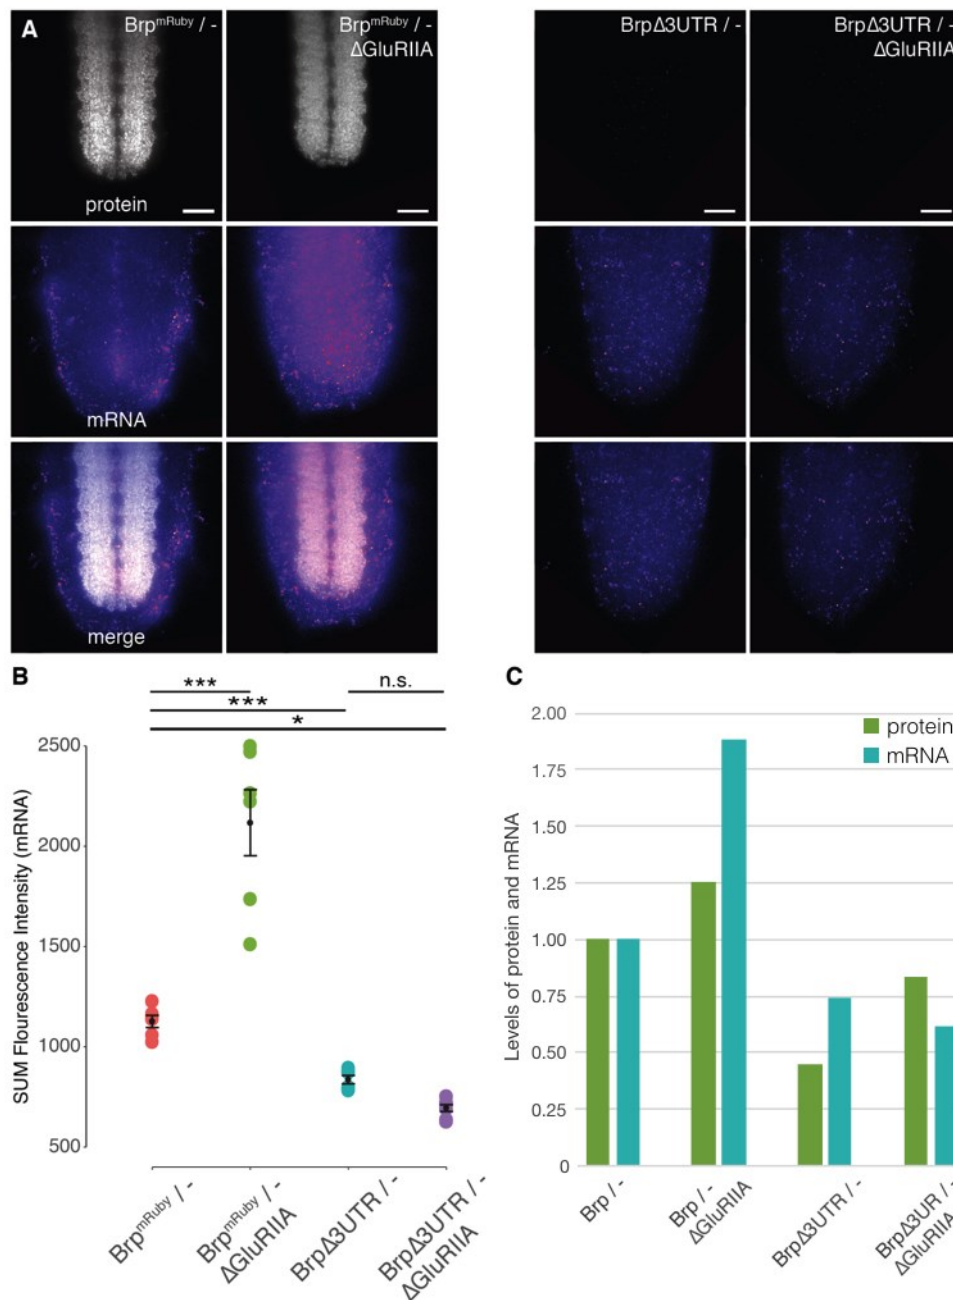 A
Brp^mRuby / -
Brp^mRuby / -
ΔGluRIIA
BrpΔ3UTR / -
BrpΔ3UTR / -
ΔGluRIIA
protein
mRNA
merge
B
***
n.s.
***
*
SUM Flourescence Intensity (mRNA)
2500
2000
1500
1000
500
Brp^mRuby / -
Brp^mRuby / -
ΔGluRIIA
BrpΔ3UTR / -
BrpΔ3UTR / -
ΔGluRIIA
C
protein
mRNA
Levels of protein and mRNA
2.00
1.75
1.50
1.25
1.00
0.75
0.50
0.25
0
Brp / -
Brp / -
ΔGluRIIA
BrpΔ3UTR / -
BrpΔ3UR / -
ΔGluRIIA